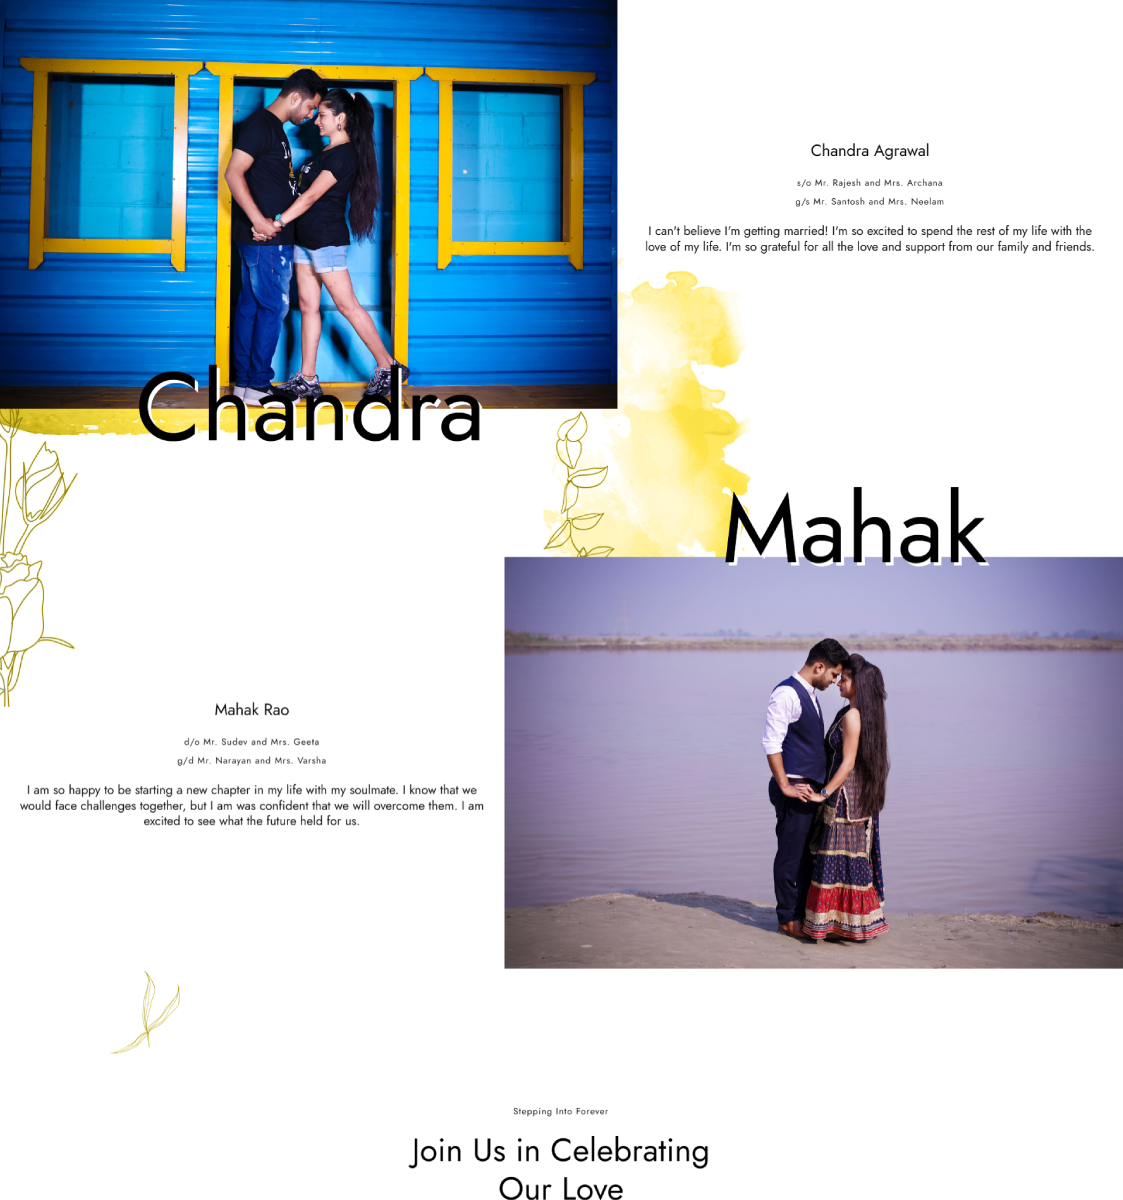 Chandra Agrawal
s/o Mr. Rajesh and Mrs. Archana
g/s Mr. Santosh and Mrs. Neelam
I can't believe I'm getting married! I'm so excited to spend the rest of my life with the
love of my life. I'm so grateful for all the love and support from our family and friends.
Chandra
Mahak
Mahak Rao
d/o Mr. Sudev and Mrs. Geeta
g/d Mr. Narayan and Mrs. Varsha
I am so happy to be starting a new chapter in my life with my soulmate. I know that we
would face challenges together, but I am was confident that we will overcome them. I am
excited to see what the future held for us.
Stepping Into Forever
Join Us in Celebrating
Our Love